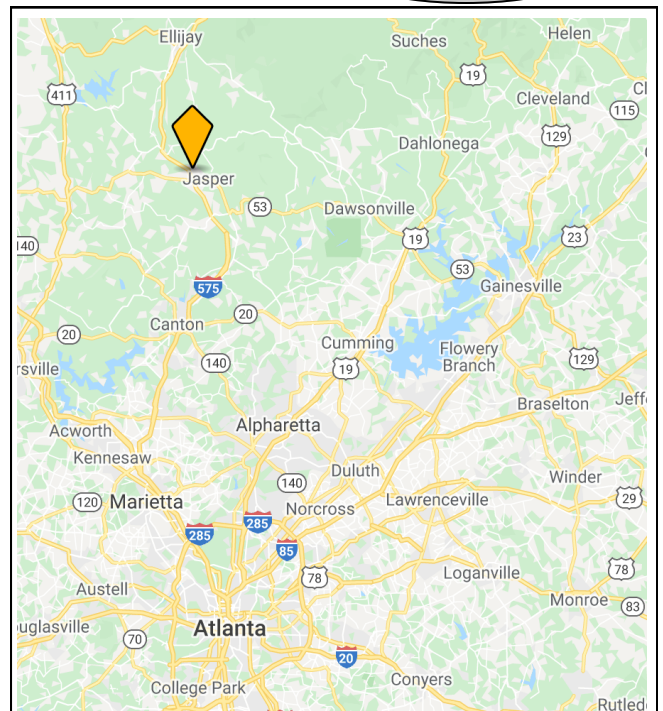 Ellijay
Suches
Helen
19
411
Cleveland
115
129
Dahlonega
Jasper
53
Dawsonville
19
23
140
53
575
Gainesville
20
Canton
20
Cumming
Flowery
Branch
140
19
129
rsville
Braselton
Jeff
Acworth
Alpharetta
Kennesaw
Duluth
140
Winder
120
Marietta
Lawrenceville
29
Norcross
285
285
85
78
Loganville
78
Austell
Monroe
83
ouglasville
Atlanta
70
20
College Park
Conyers
Rutled